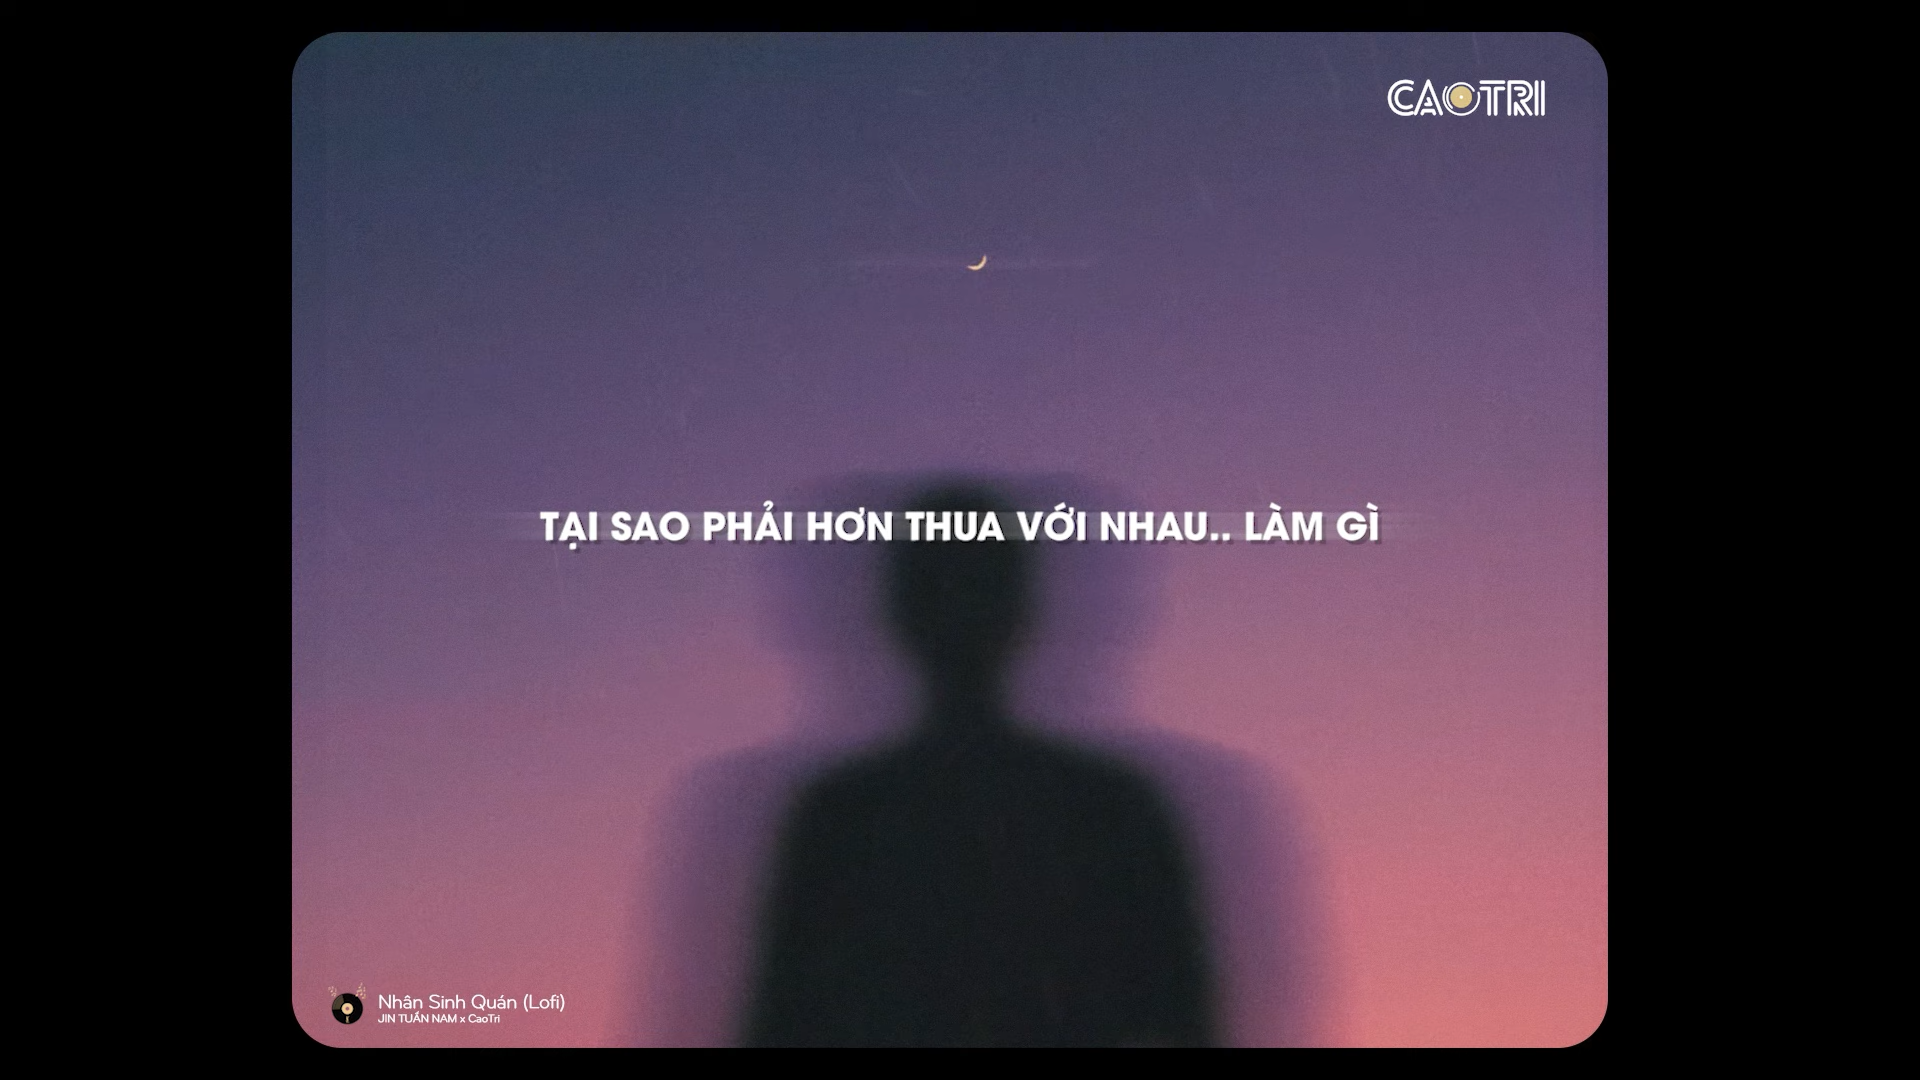 CAOTRI
TẠI SAO PHẢI HƠN THUA VỚI NHAU.. LÀM GÌ
Nhân Sinh Quán (Lofi)
JIN TUẤN NAM x CaoTri